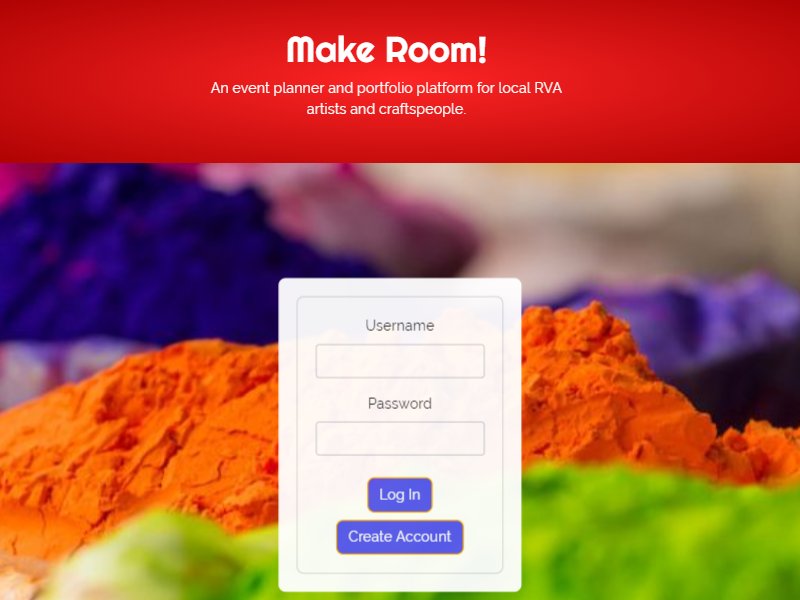 Make Room!
An event planner and portfolio platform for local RVA
artists and craftspeople.
Username
Password
Log In
Create Account